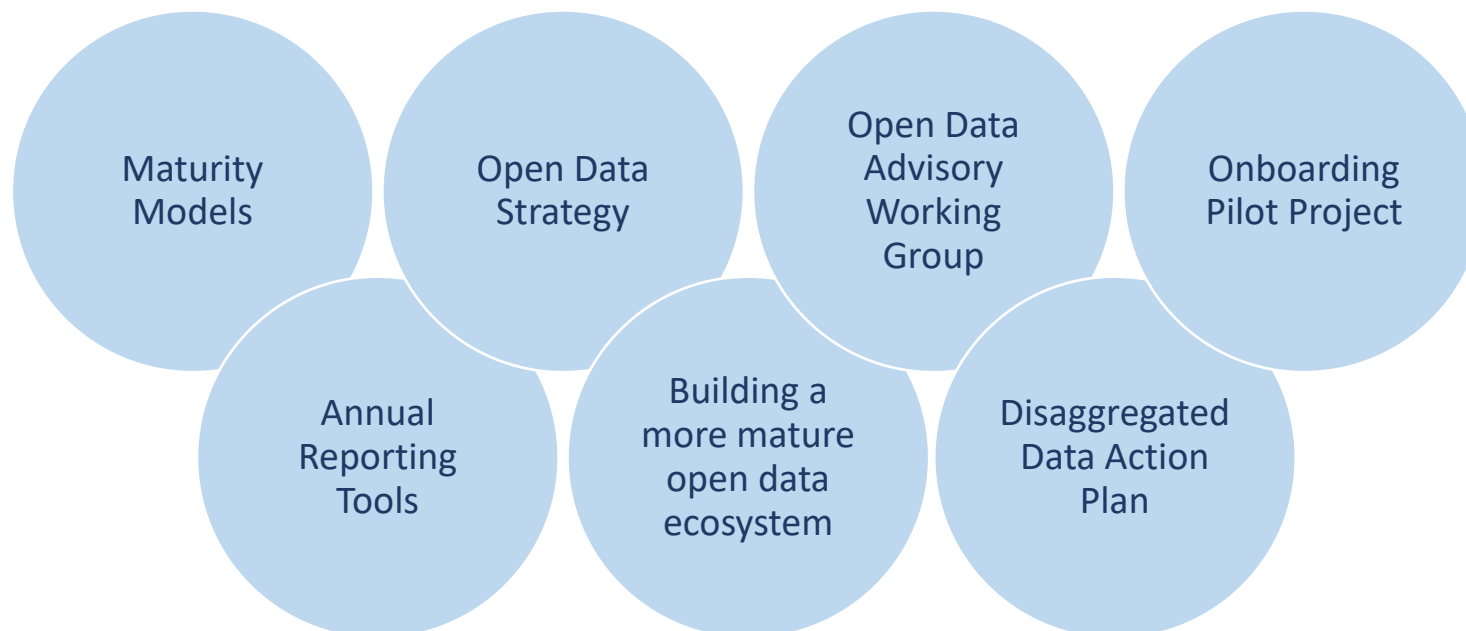 Maturity
Models
Open Data
Strategy
Open Data
Advisory
Working
Group
Onboarding
Pilot Project
Annual
Reporting
Tools
Building a
more mature
open data
ecosystem
Disaggregated
Data Action
Plan